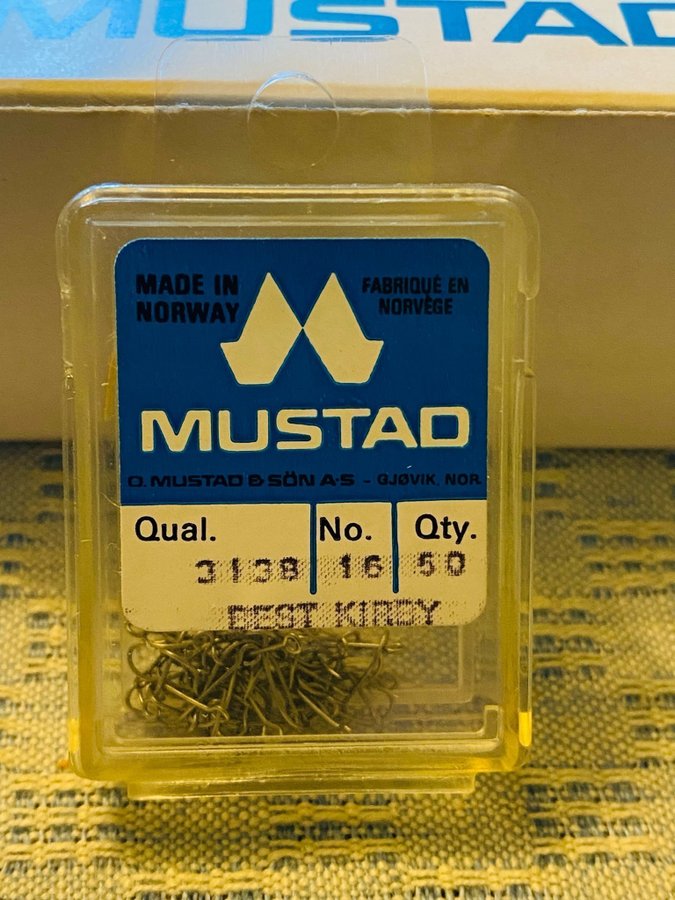 MUSTAD
MADE IN
NORWAY
FABRIQUÉ EN
NORVÈGE
MUSTAD
O. MUSTAD & SÖN A·S - GJØVIK. NOR.
Qual. No. Qty.
3138 16 50
BEST KIRBY